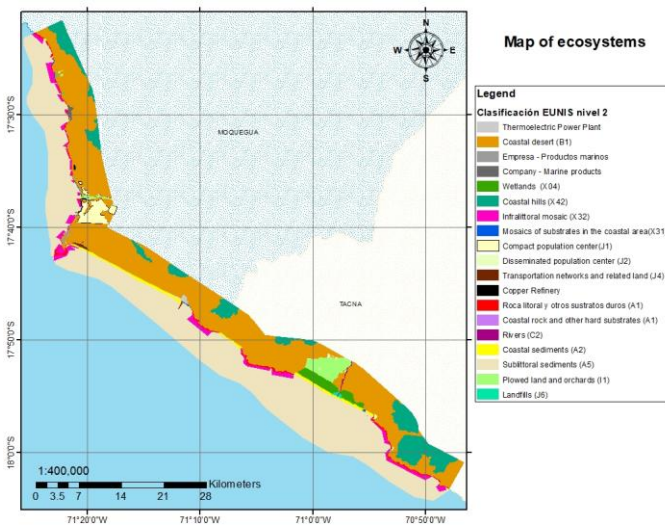 Map of ecosystems
N
W
E
S
17°30'0"S
17°40'0"S
17°50'0"S
18°0'0"S
MOQUEGUA
TACNA
1:400,000
Kilometers
0 3.5 7 14 21 28
71°20'0"W 71°10'0"W 71°0'0"W 70°50'0"W
Legend
Clasificación EUNIS nivel 2
Thermoelectric Power Plant
Coastal desert (B1)
Empresa - Productos marinos
Company - Marine products
Wetlands (X04)
Coastal hills (X42)
Infralittoral mosaic (X32)
Mosaics of substrates in the coastal area(X31
Compact population center(J1)
Disseminated population center (J2)
Transportation networks and related land (J4)
Copper Refinery
Roca litoral y otros sustratos duros (A1)
Coastal rock and other hard substrates (A1)
Rivers (C2)
Coastal sediments (A2)
Sublittoral sediments (A5)
Plowed land and orchards (I1)
Landfills (J6)